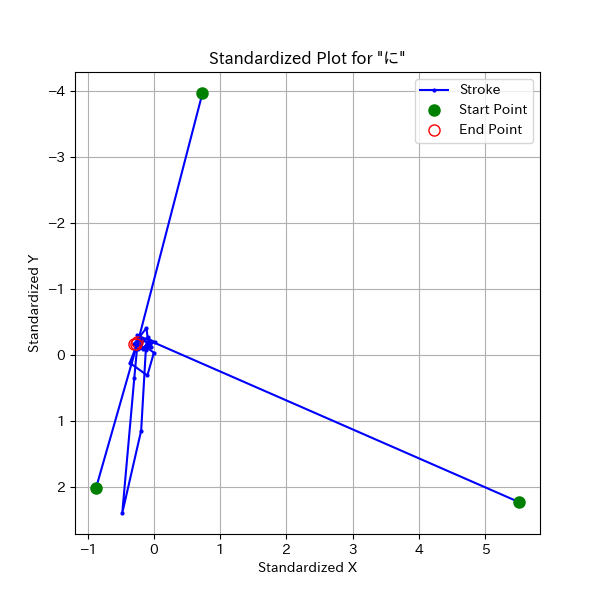 Standardized Plot for "に"
Stroke
Start Point
End Point
Standardized Y
−4
−3
−2
−1
0
1
2
−1 0 1 2 3 4 5
Standardized X